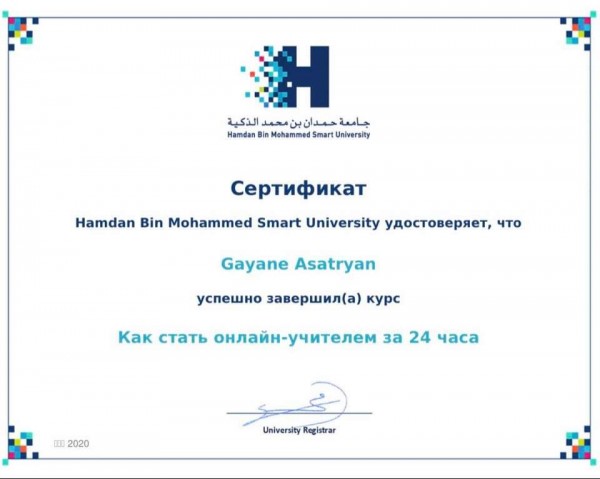 جامعة حمدان بن محمد الذكية
Hamdan Bin Mohammed Smart University
Сертификат
Hamdan Bin Mohammed Smart University удостоверяет, что
Gayane Asatryan
успешно завершил(а) курс
Как стать онлайн-учителем за 24 часа
University Registrar
2020